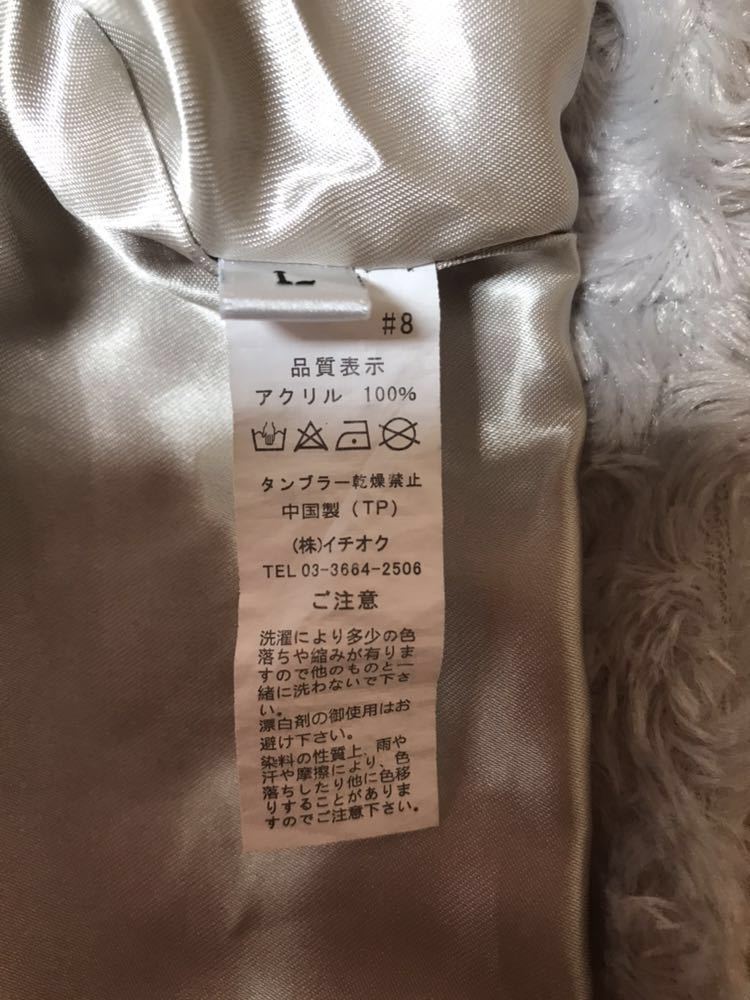 L
#8
品質表示
アクリル 100%
タンブラー乾燥禁止
中国製(TP)
(株)イチオク
TEL 03-3664-2506
ご注意
洗濯により多少の色
落ちや縮みが有りま
すので他のものと一
緒に洗わないで下さ
い。
漂白剤の御使用はお
避け下さい。
染料の性質上、雨や
汗や摩擦により、色
落ちしたり他に色移
りすることがありま
すのでご注意下さい。